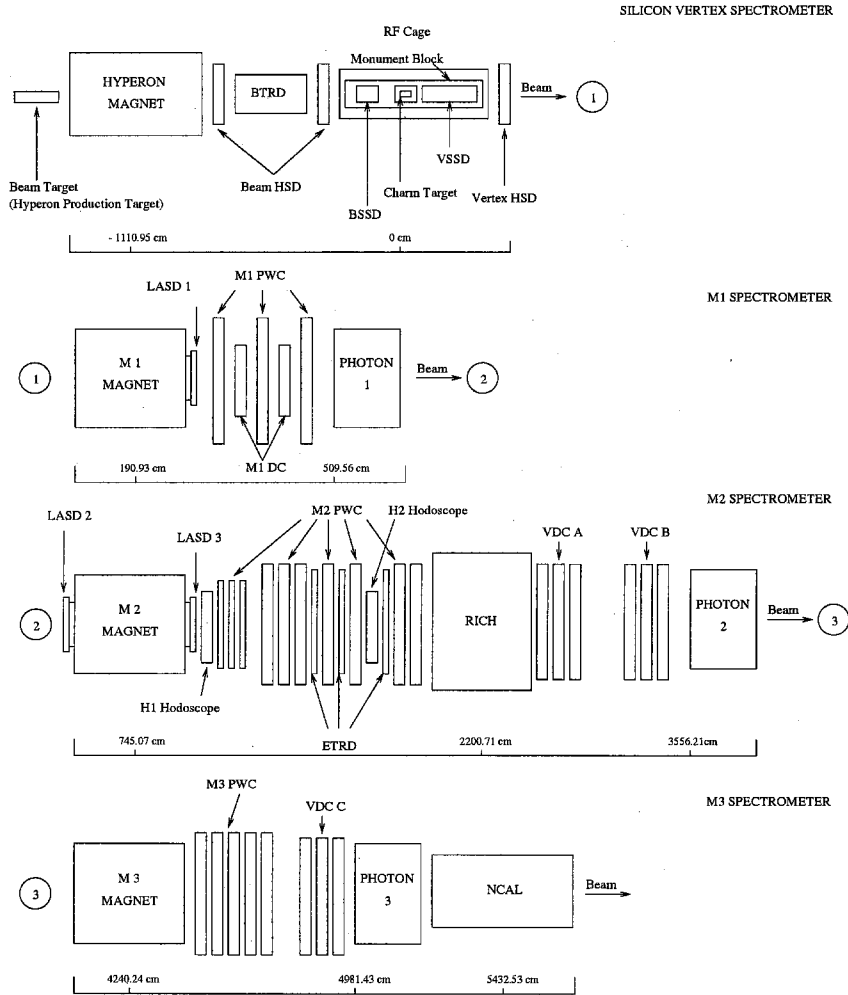 SILICON VERTEX SPECTROMETER
RF Cage
Monument Block
HYPERON
MAGNET
BTRD
Beam
1
VSSD
Beam Target
(Hyperon Production Target)
Beam HSD
Charm Target
Vertex HSD
BSSD
- 1110.95 cm
0 cm
M1 PWC
LASD 1
M1 SPECTROMETER
1
M 1
MAGNET
PHOTON
1
Beam
2
M1 DC
190.93 cm
509.56 cm
M2 SPECTROMETER
LASD 2
M2 PWC
H2 Hodoscope
LASD 3
VDC A
VDC B
2
M 2
MAGNET
RICH
PHOTON
2
Beam
3
H1 Hodoscope
ETRD
745.07 cm
2200.71 cm
3556.21cm
M3 PWC
M3 SPECTROMETER
VDC C
3
M 3
MAGNET
PHOTON
3
NCAL
Beam
4240.24 cm
4981.43 cm
5432.53 cm